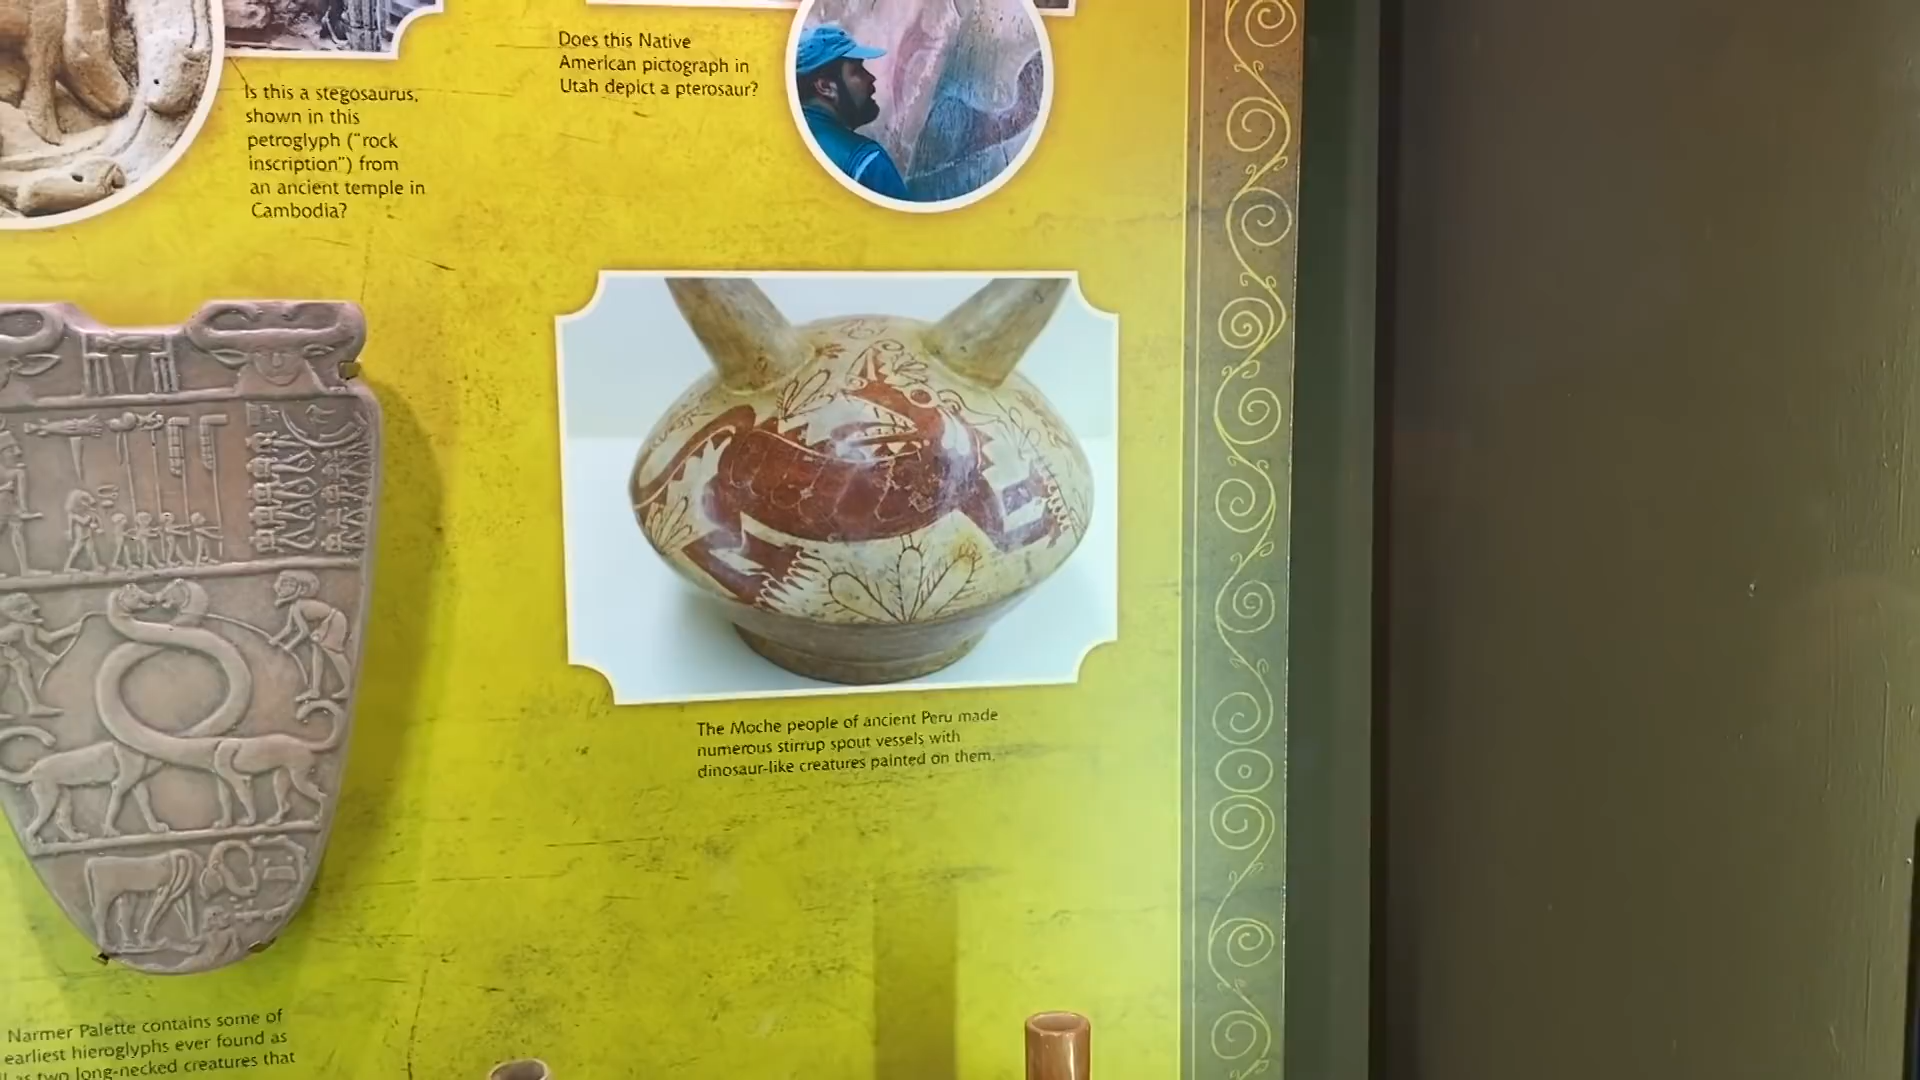 Is this a stegosaurus,
shown in this
petroglyph ("rock
inscription") from
an ancient temple in
Cambodia?
Does this Native
American pictograph in
Utah depict a pterosaur?
The Moche people of ancient Peru made
numerous stirrup spout vessels with
dinosaur-like creatures painted on them.
Narmer Palette contains some of
earliest hieroglyphs ever found as
as two long-necked creatures that